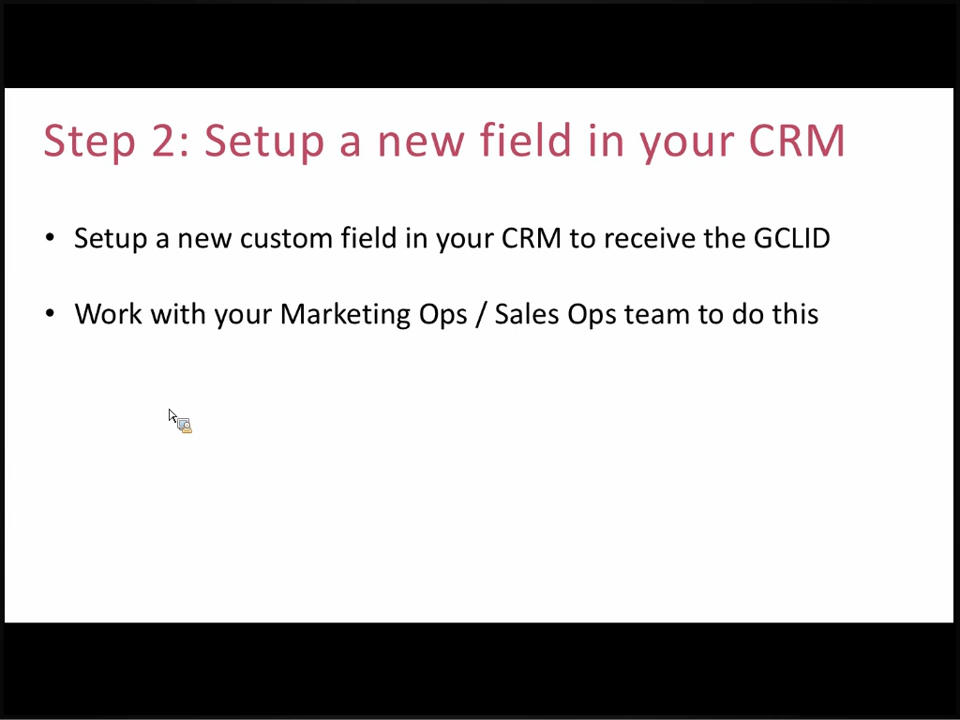 Step 2: Setup a new field in your CRM
• Setup a new custom field in your CRM to receive the GCLID
• Work with your Marketing Ops / Sales Ops team to do this